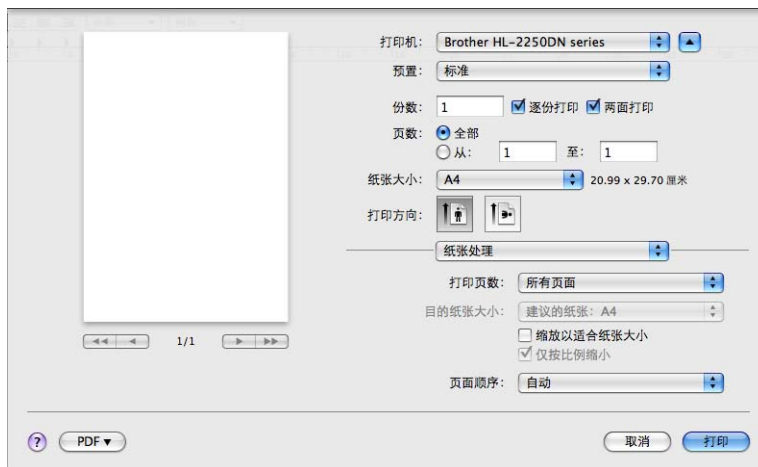 打印机: Brother HL-2250DN series
预置: 标准
份数: 1 逐份打印 两面打印
页数: 全部
从: 1 至: 1
纸张大小: A4 20.99 x 29.70 厘米
打印方向:
纸张处理
打印页数: 所有页面
目的纸张大小: 建议的纸张: A4
缩放以适合纸张大小
仅按比例缩小
页面顺序: 自动
1/1
? PDF 取消 打印